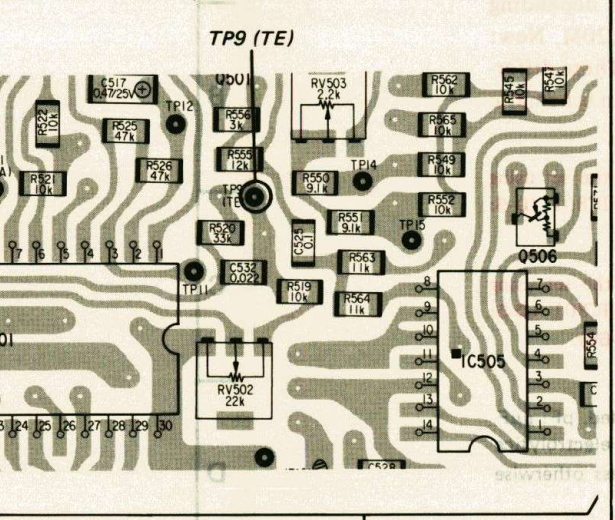 TP9 (TE)
C517
0.47/25V
Q501
RV503
2.2k
R562
10k
R545
10k
R547
10k
TP12
R522
10k
R525
47k
R556
3k
R565
10k
R526
47k
R555
12k
TP14
R549
10k
R521
10k
TP9
(TE)
R550
9.1k
R552
10k
R551
9.1k
TP15
R520
33k
C525
0.1
Q506
C532
0.022
R563
11k
TP11
R519
10k
R564
11k
7 6 5 4 3 2 1
8 7
9 6
10 5
11 4
12 3
13 2
14 1
IC505
R554
RV502
22k
24 25 26 27 28 29 30
C528